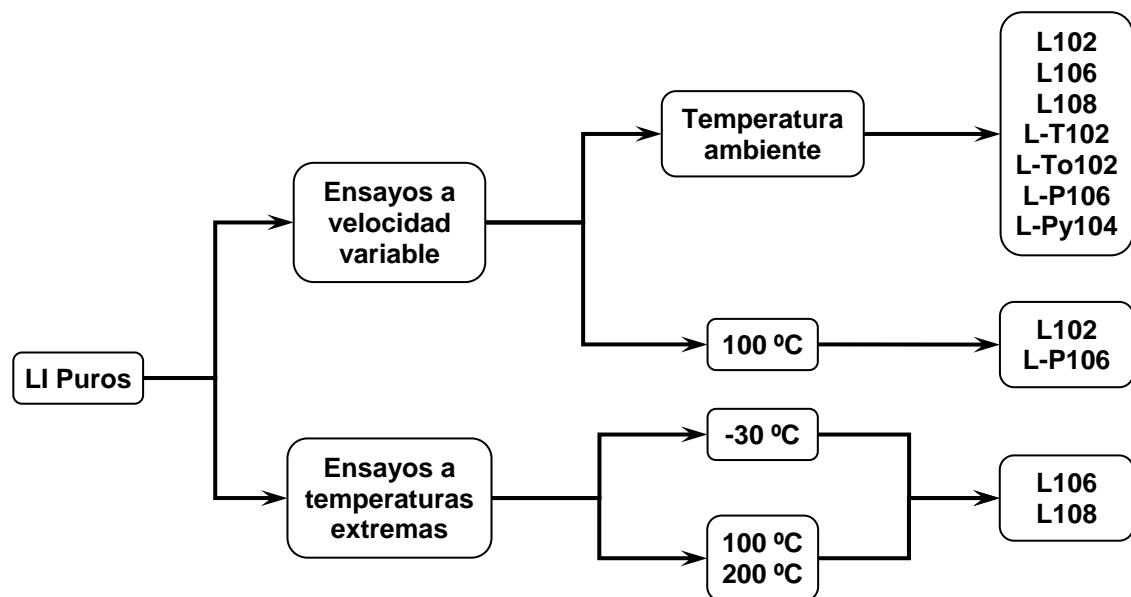 LI Puros
Ensayos a
velocidad
variable
Temperatura
ambiente
L102
L106
L108
L-T102
L-To102
L-P106
L-Py104
100 ºC
L102
L-P106
Ensayos a
temperaturas
extremas
-30 ºC
100 ºC
200 ºC
L106
L108